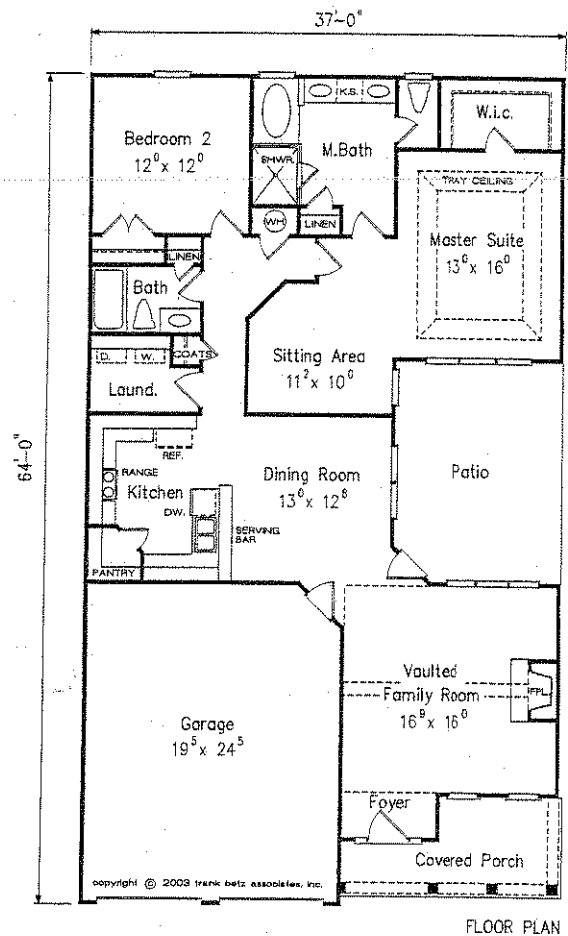 37'-0"
64'-0"
Bedroom 2
12⁰ x 12⁰
K.S.
M.Bath
SHWR.
W.i.c.
TRAY CEILING
Master Suite
13⁰ x 16⁰
WH
LINEN
LINEN
Bath
Sitting Area
11² x 10⁰
D.
W.
COATS
Laund.
REF.
RANGE
Kitchen
DW.
Dining Room
13⁰ x 12⁸
Patio
SERVING
BAR
PANTRY
Vaulted
Family Room
16⁹ x 16⁰
FPL
Garage
19⁵ x 24⁵
Foyer
Covered Porch
copyright © 2003 frank betz associates, inc.
FLOOR PLAN